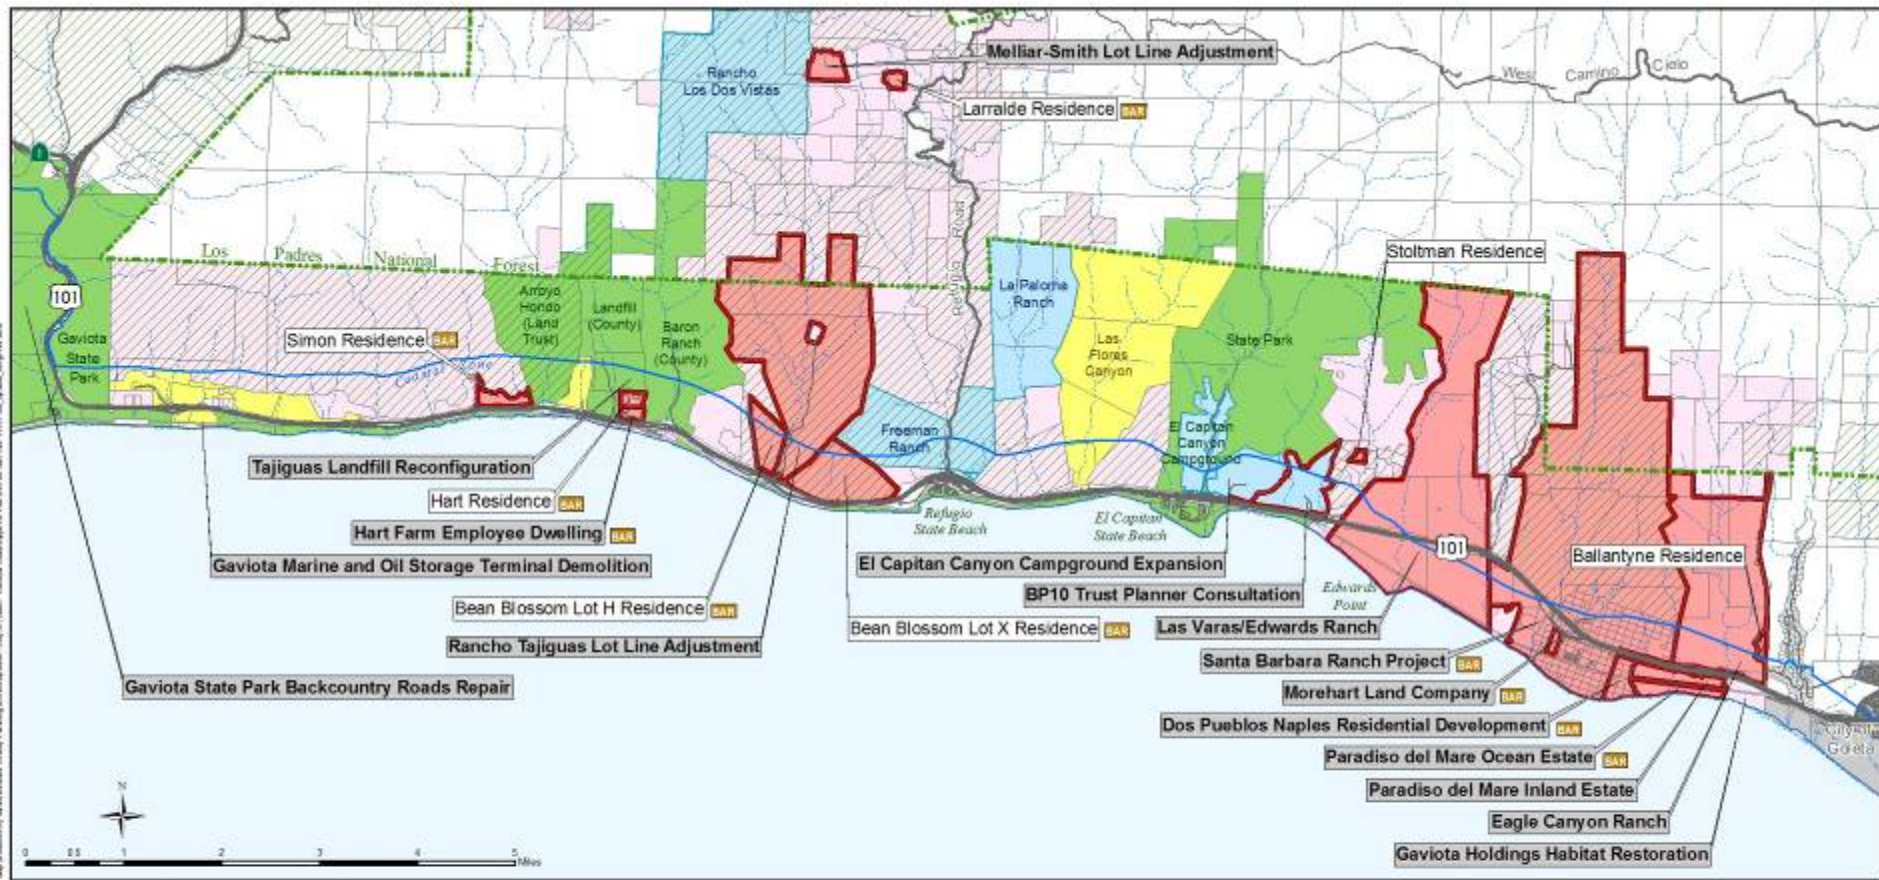 Melliar-Smith Lot Line Adjustment
West Camino Cielo
Rancho
Los Dos Vistas
Larralde Residence BAR
1
Refugio Road
Los Padres National Forest
Stoltman Residence
101
La Paloma
Ranch
Arroyo
Hondo
(Land
Trust)
Landfill
(County)
Baron
Ranch
(County)
Simon Residence BAR
Gaviota
State
Park
Las
Flores
Canyon
State Park
Coastal Zone
Freeman
Ranch
El Capitan
Canyon
Campground
Tajiguas Landfill Reconfiguration
Hart Residence BAR
Hart Farm Employee Dwelling BAR
Gaviota Marine and Oil Storage Terminal Demolition
Refugio
State Beach
El Capitan
State Beach
101
Ballantyne Residence
El Capitan Canyon Campground Expansion
BP10 Trust Planner Consultation
Edwards
Point
Bean Blossom Lot H Residence BAR
Bean Blossom Lot X Residence BAR
Las Varas/Edwards Ranch
Rancho Tajiguas Lot Line Adjustment
Santa Barbara Ranch Project BAR
Gaviota State Park Backcountry Roads Repair
Morehart Land Company BAR
Dos Pueblos Naples Residential Development BAR
City of
Goleta
Paradiso del Mare Ocean Estate BAR
Paradiso del Mare Inland Estate
Eagle Canyon Ranch
Gaviota Holdings Habitat Restoration
N
0 0.5 1 2 3 4 5
Miles